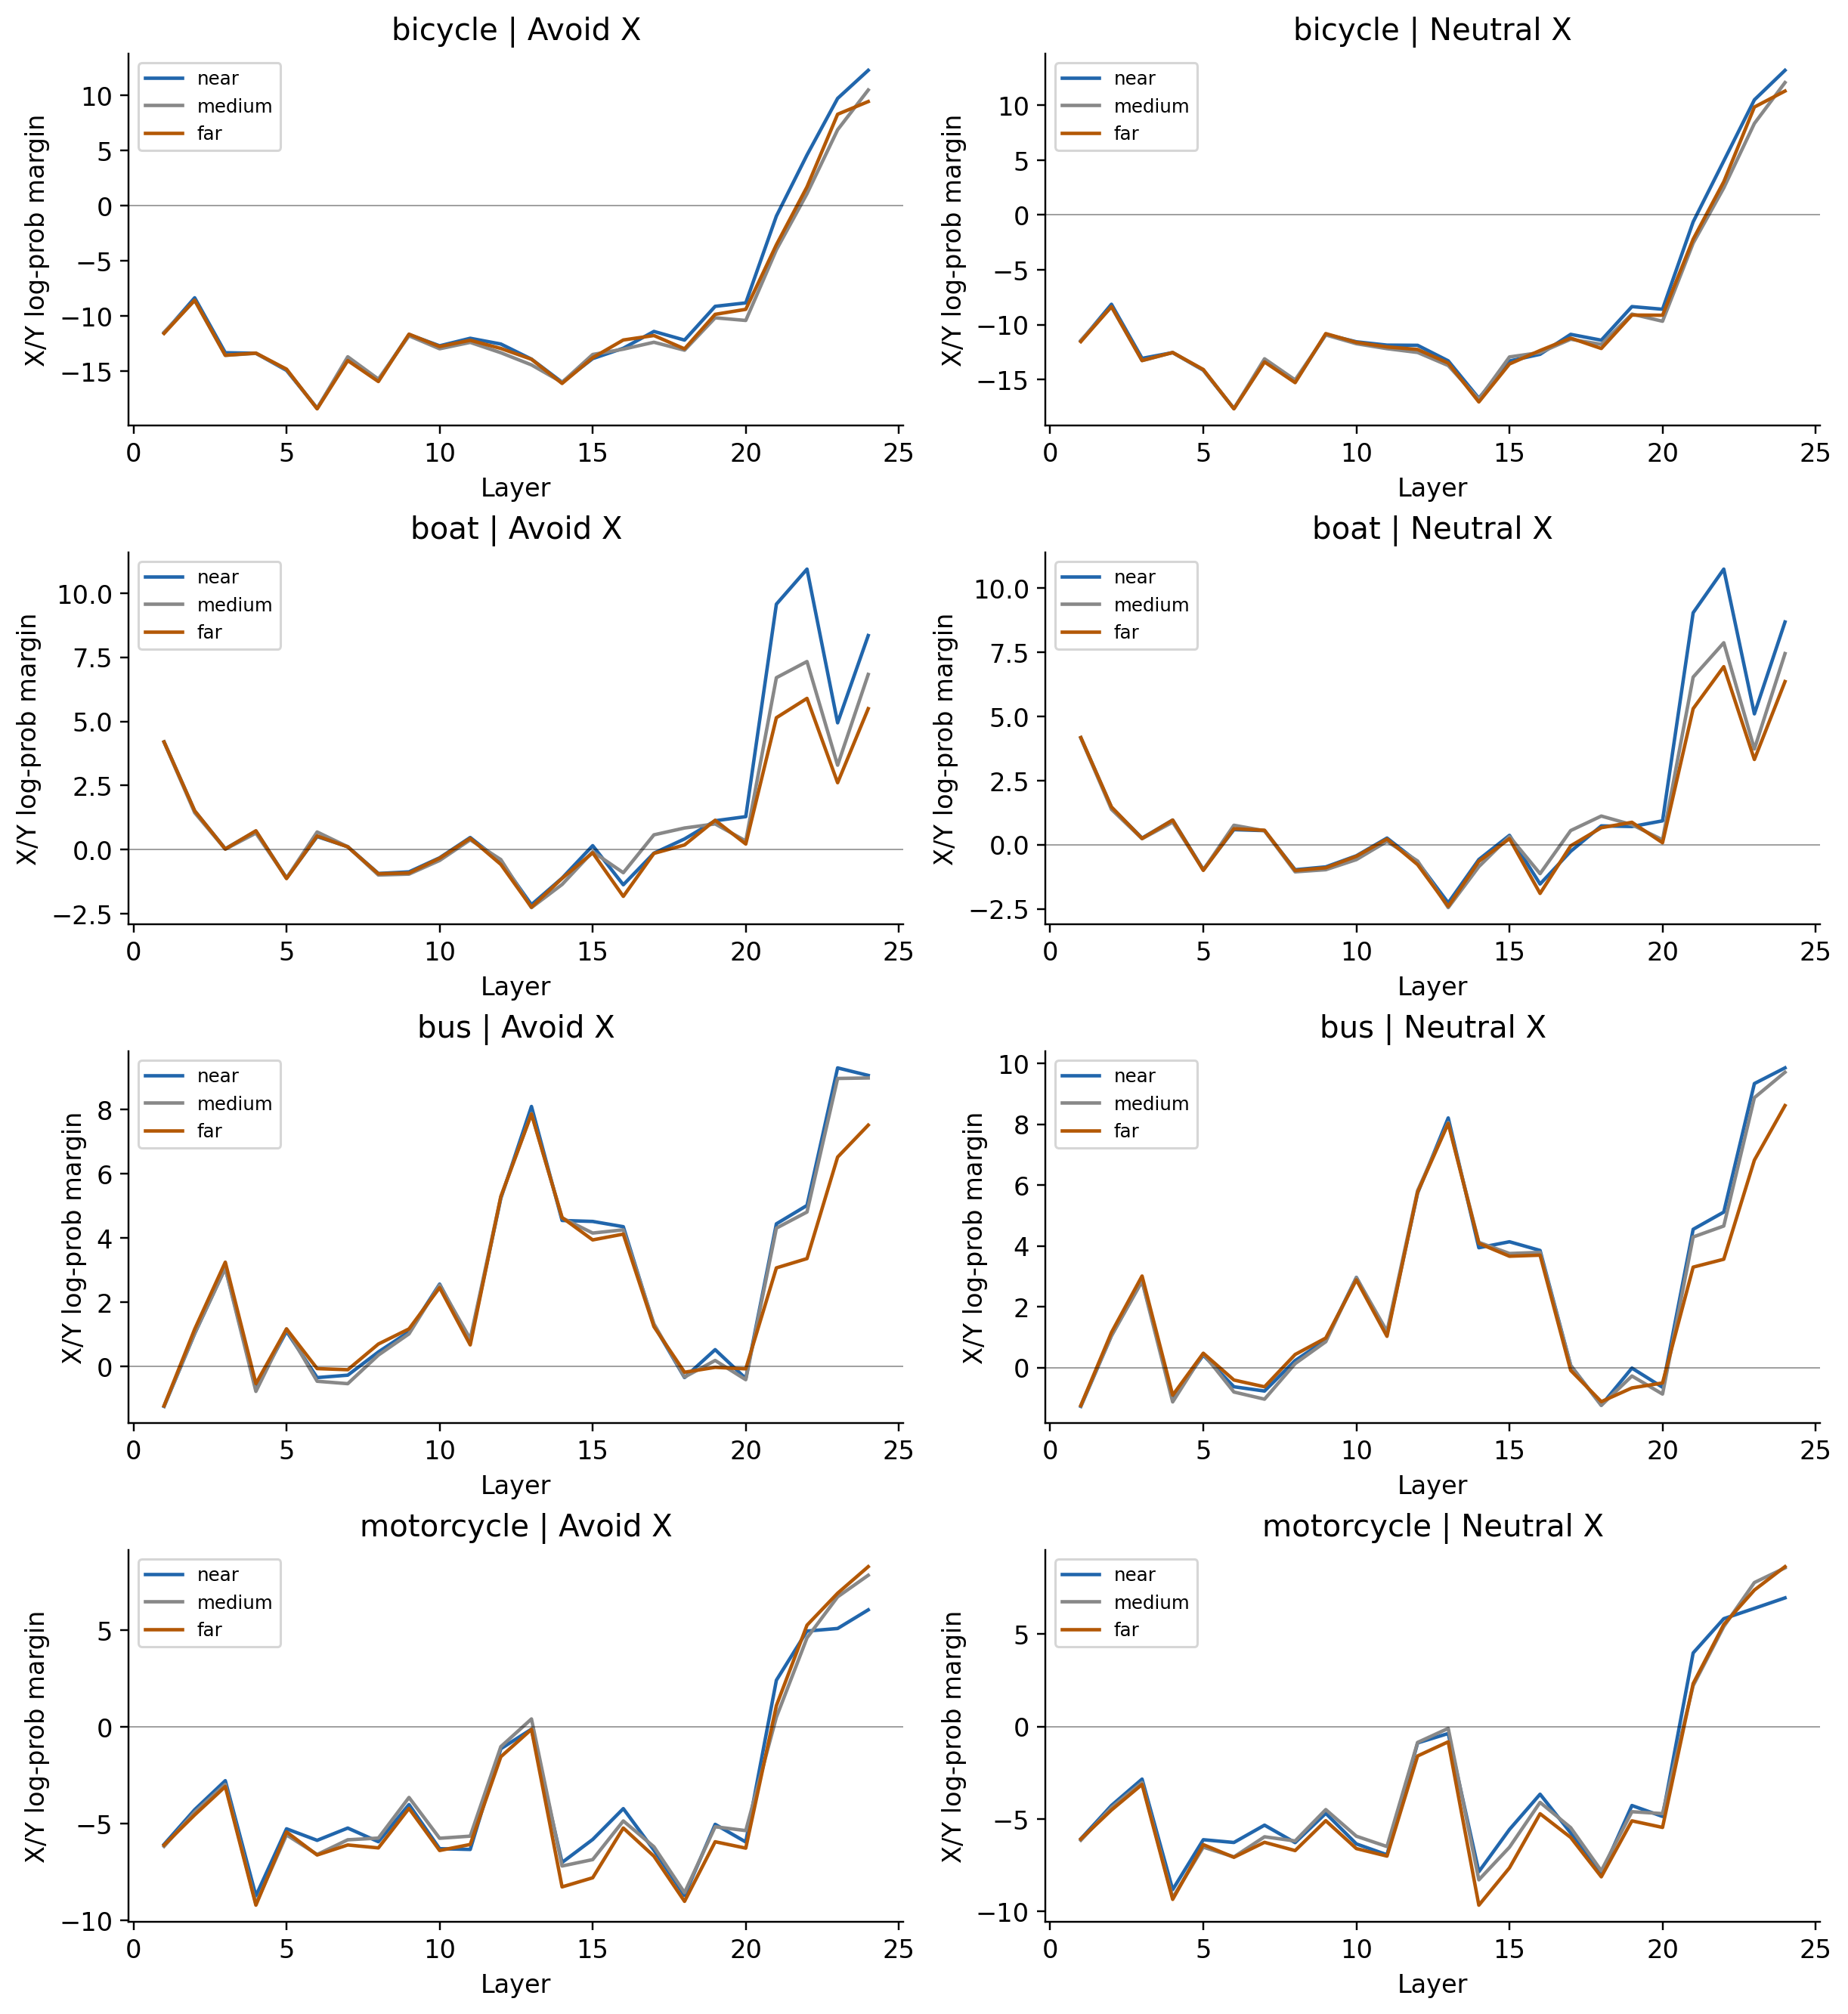 bicycle | Avoid X
X/Y log-prob margin
10
5
0
−5
−10
−15
near
medium
far
0 5 10 15 20 25
Layer
bicycle | Neutral X
X/Y log-prob margin
10
5
0
−5
−10
−15
near
medium
far
0 5 10 15 20 25
Layer
boat | Avoid X
X/Y log-prob margin
10.0
7.5
5.0
2.5
0.0
−2.5
near
medium
far
0 5 10 15 20 25
Layer
boat | Neutral X
X/Y log-prob margin
10.0
7.5
5.0
2.5
0.0
−2.5
near
medium
far
0 5 10 15 20 25
Layer
bus | Avoid X
X/Y log-prob margin
8
6
4
2
0
near
medium
far
0 5 10 15 20 25
Layer
bus | Neutral X
X/Y log-prob margin
10
8
6
4
2
0
near
medium
far
0 5 10 15 20 25
Layer
motorcycle | Avoid X
X/Y log-prob margin
5
0
−5
−10
near
medium
far
0 5 10 15 20 25
Layer
motorcycle | Neutral X
X/Y log-prob margin
5
0
−5
−10
near
medium
far
0 5 10 15 20 25
Layer